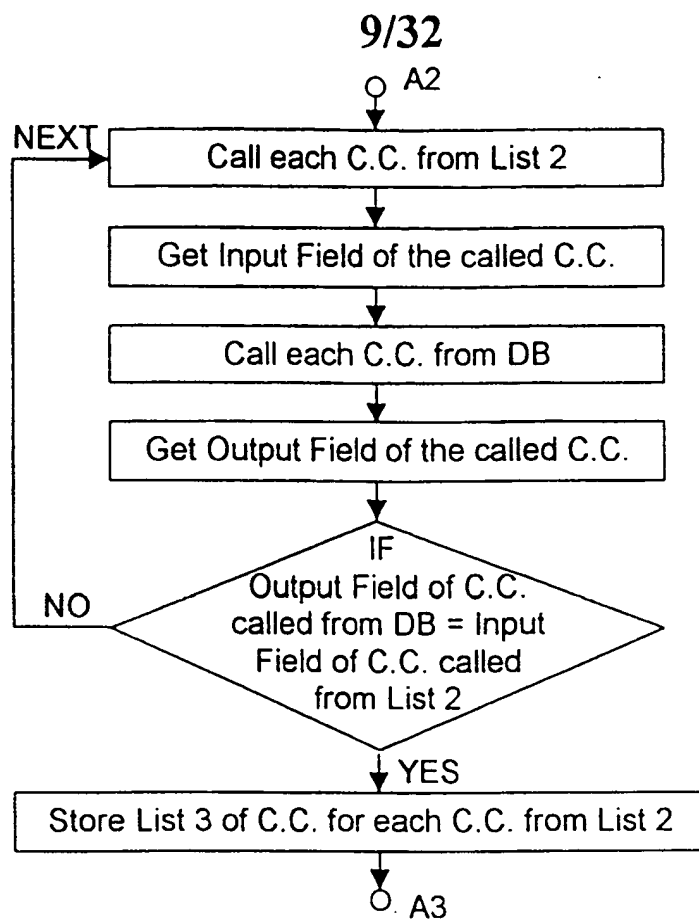 9/32
A2
NEXT
Call each C.C. from List 2
Get Input Field of the called C.C.
Call each C.C. from DB
Get Output Field of the called C.C.
IF
Output Field of C.C.
called from DB = Input
Field of C.C. called
from List 2
NO
YES
Store List 3 of C.C. for each C.C. from List 2
A3